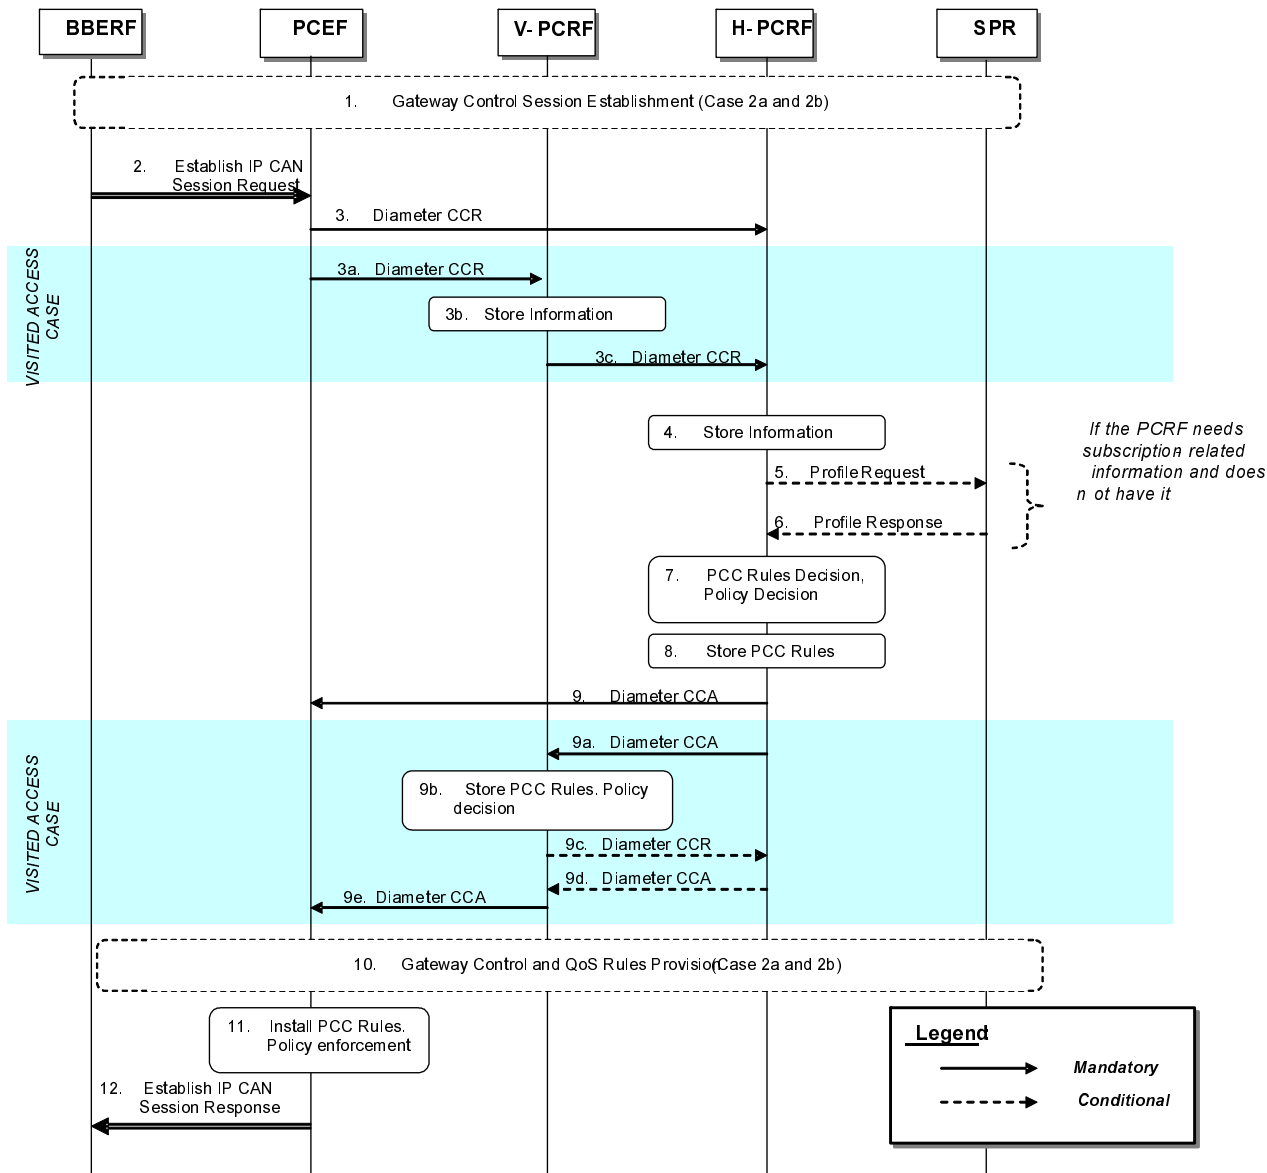 BBERF
PCEF
V- PCRF
H- PCRF
SPR
1. Gateway Control Session Establishment (Case 2a and 2b)
2. Establish IP CAN
Session Request
3. Diameter CCR
VISITED ACCESS
CASE
3a. Diameter CCR
3b. Store Information
3c. Diameter CCR
4. Store Information
If the PCRF needs
subscription related
information and does
n ot have it
5. Profile Request
6. Profile Response
7. PCC Rules Decision,
Policy Decision
8. Store PCC Rules
9. Diameter CCA
VISITED ACCESS
CASE
9a. Diameter CCA
9b. Store PCC Rules. Policy
decision
9c. Diameter CCR
9d. Diameter CCA
9e. Diameter CCA
10. Gateway Control and QoS Rules Provision(Case 2a and 2b)
11. Install PCC Rules.
Policy enforcement
12. Establish IP CAN
Session Response
Legend:
Mandatory
Conditional